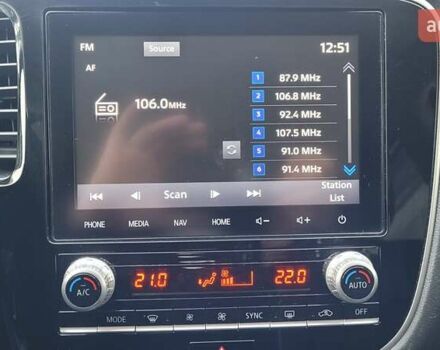 FM
Source
12:51
AF
1 87.9 MHz
2 106.8 MHz
106.0MHz
3 92.4 MHz
4 107.5 MHz
5 91.0 MHz
6 91.4 MHz
Scan
Station
List
PHONE MEDIA NAV HOME
A/C 21.0 22.0 AUTO
MODE SYNC OFF